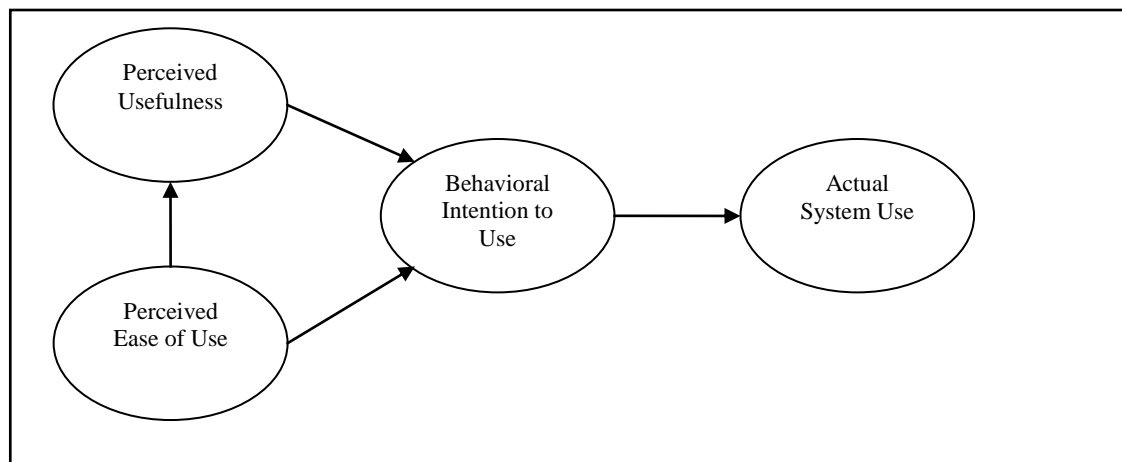 Perceived
Usefulness
Behavioral
Intention to
Use
Actual
System Use
Perceived
Ease of Use